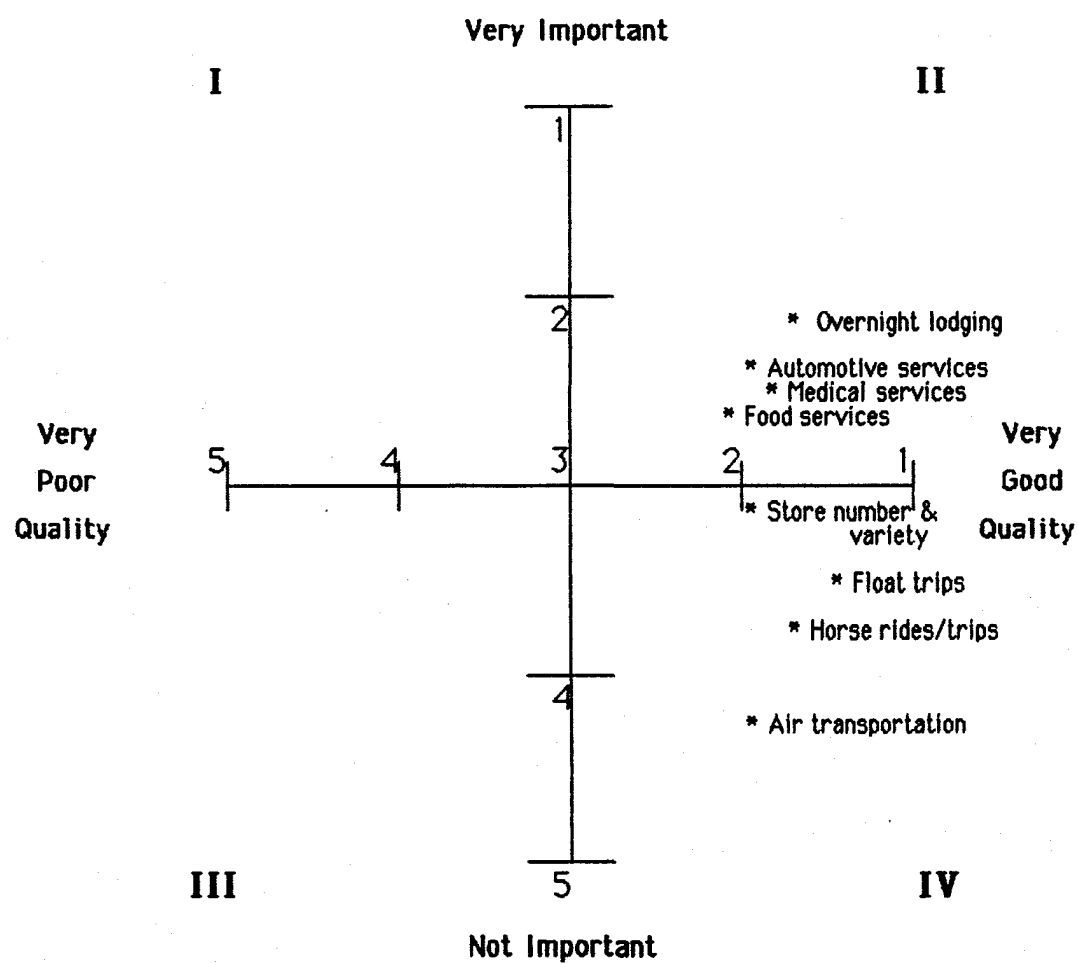 Very Important
I
II
1
2
* Overnight lodging
* Automotive services
* Medical services
* Food services
Very
Poor
Quality
5
4
3
2
1
Very
Good
Quality
* Store number &
variety
* Float trips
* Horse rides/trips
4
* Air transportation
III
5
IV
Not Important